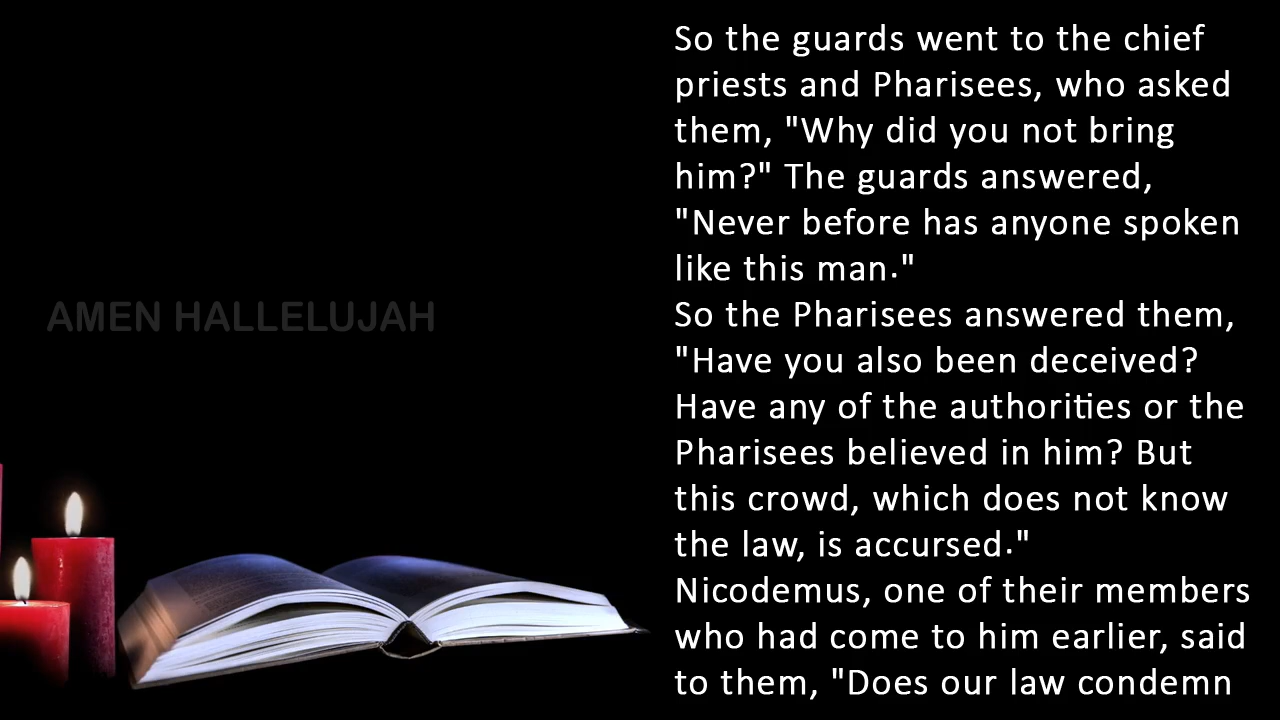 So the guards went to the chief
priests and Pharisees, who asked
them, "Why did you not bring
him?" The guards answered,
"Never before has anyone spoken
like this man."
So the Pharisees answered them,
"Have you also been deceived?
Have any of the authorities or the
Pharisees believed in him? But
this crowd, which does not know
the law, is accursed."
Nicodemus, one of their members
who had come to him earlier, said
to them, "Does our law condemn
AMEN HALLELUJAH